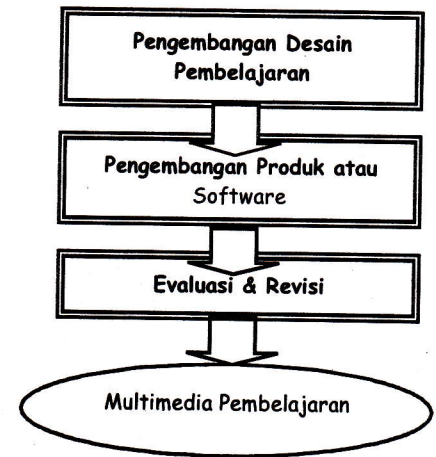 Pengembangan Desain
Pembelajaran
Pengembangan Produk atau
Software
Evaluasi & Revisi
Multimedia Pembelajaran